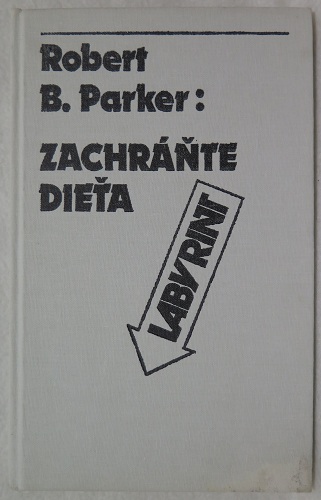 Robert
B. Parker:
ZACHRÁŇTE
DIEŤA
LABYRINT